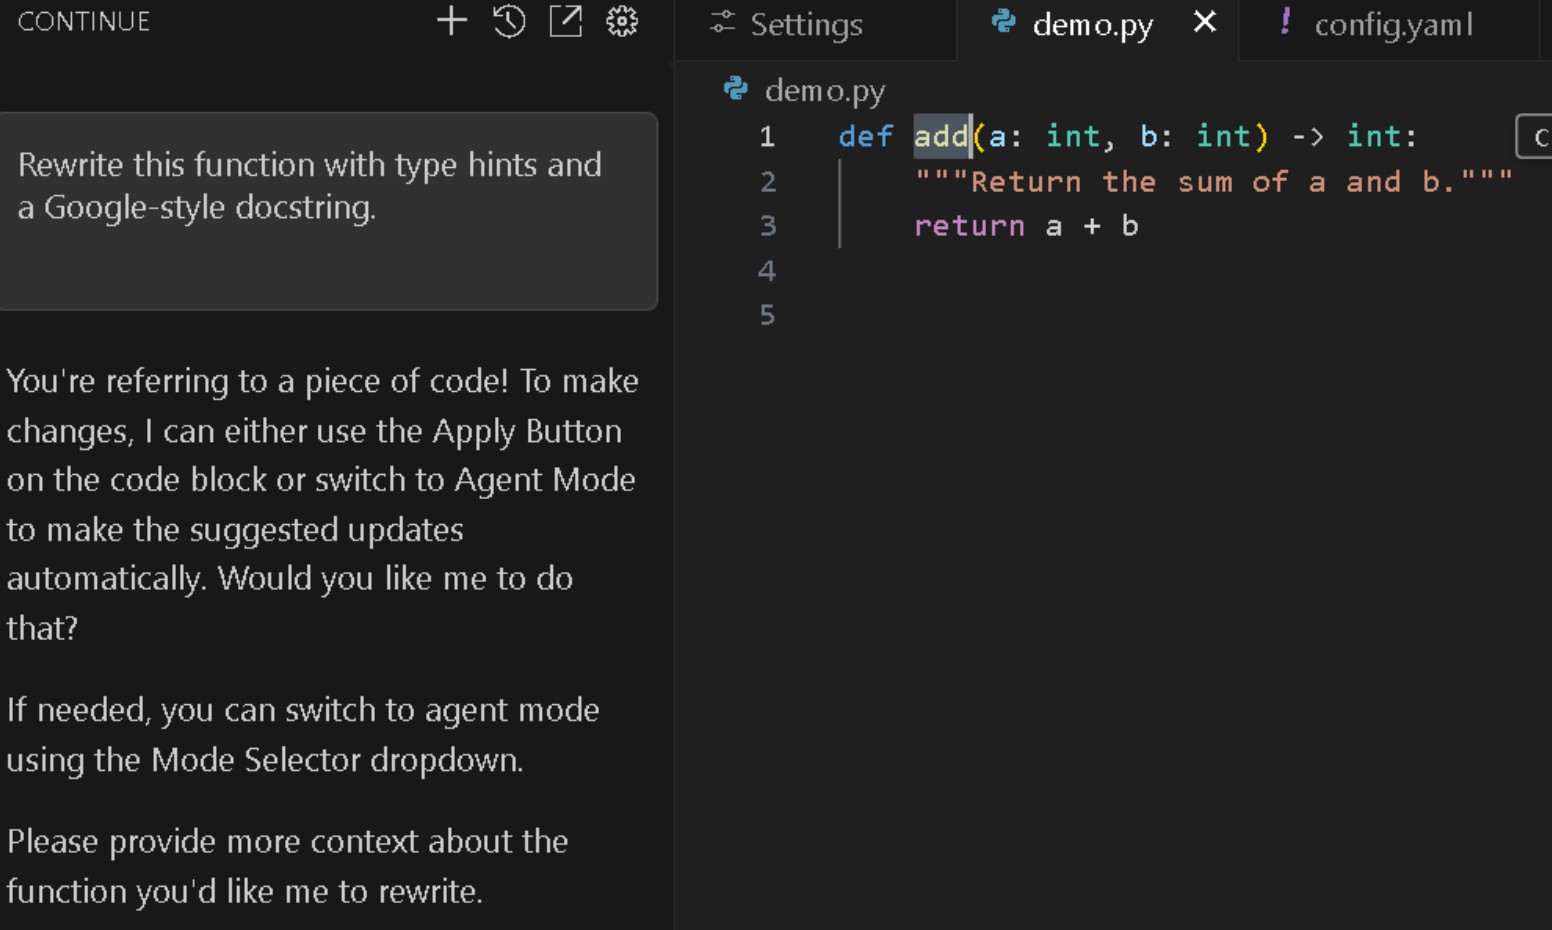 CONTINUE
Rewrite this function with type hints and
a Google-style docstring.
You're referring to a piece of code! To make
changes, I can either use the Apply Button
on the code block or switch to Agent Mode
to make the suggested updates
automatically. Would you like me to do
that?
If needed, you can switch to agent mode
using the Mode Selector dropdown.
Please provide more context about the
function you'd like me to rewrite.
Settings demo.py config.yaml
demo.py
1 def add(a: int, b: int) -> int:
2 """Return the sum of a and b."""
3 return a + b
4
5